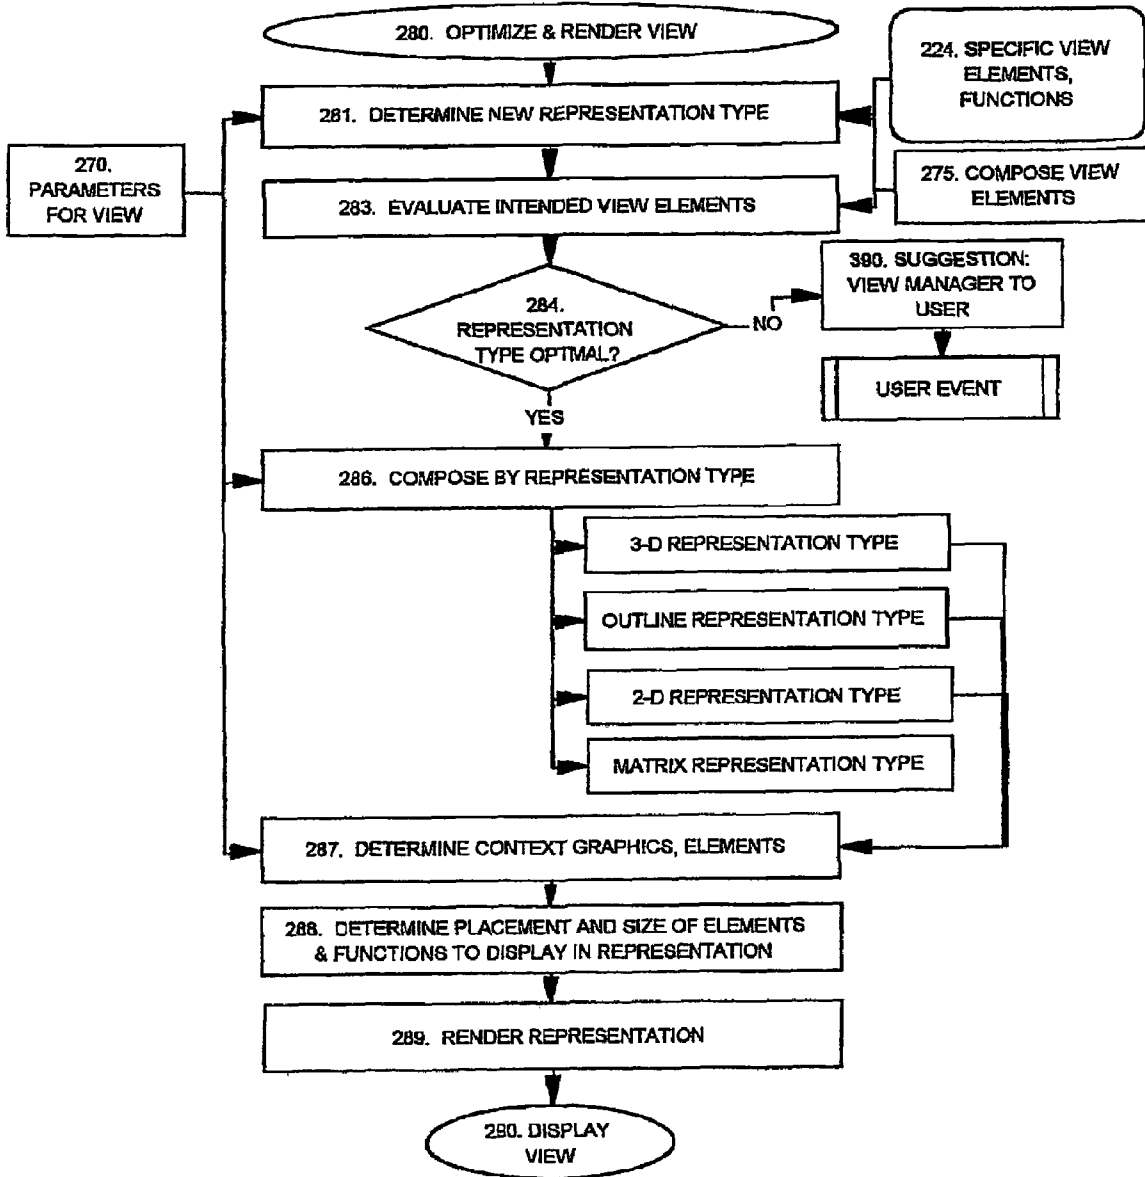 280. OPTIMIZE & RENDER VIEW
224. SPECIFIC VIEW
ELEMENTS,
FUNCTIONS
281. DETERMINE NEW REPRESENTATION TYPE
270.
PARAMETERS
FOR VIEW
275. COMPOSE VIEW
ELEMENTS
283. EVALUATE INTENDED VIEW ELEMENTS
390. SUGGESTION:
VIEW MANAGER TO
USER
284.
REPRESENTATION
TYPE OPTMAL?
NO
USER EVENT
YES
286. COMPOSE BY REPRESENTATION TYPE
3-D REPRESENTATION TYPE
OUTLINE REPRESENTATION TYPE
2-D REPRESENTATION TYPE
MATRIX REPRESENTATION TYPE
287. DETERMINE CONTEXT GRAPHICS, ELEMENTS
288. DETERMINE PLACEMENT AND SIZE OF ELEMENTS
& FUNCTIONS TO DISPLAY IN REPRESENTATION
289. RENDER REPRESENTATION
290. DISPLAY
VIEW